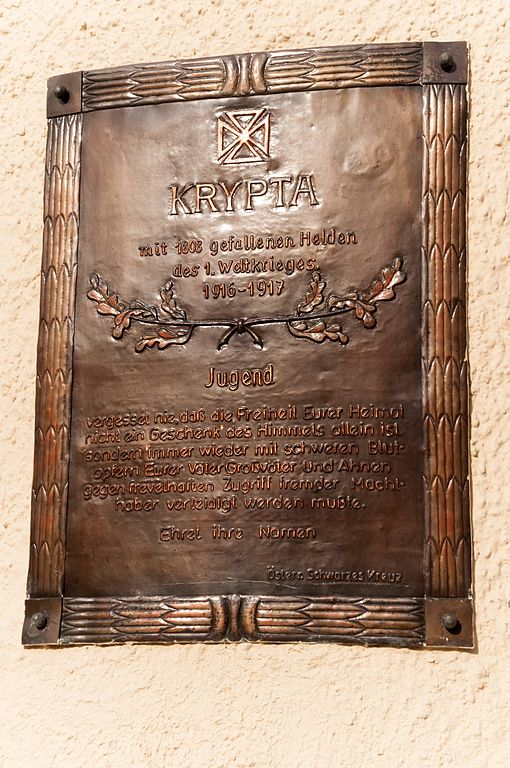 KRYPTA
mit 1808 gefallenen Helden
des 1. Weltkrieges
1916-1917
Jugend
vergesset nie, daß die Freiheit Eurer Heimat
nicht ein Geschenk des Himmels allein ist
sondern immer wieder mit schweren Blut-
opfern Eurer Väter Großväter und Ahnen
gegen frevelhaften Zugriff fremder Macht-
haber verteidigt werden mußte.
Ehret ihre Namen
Österr. Schwarzes Kreuz